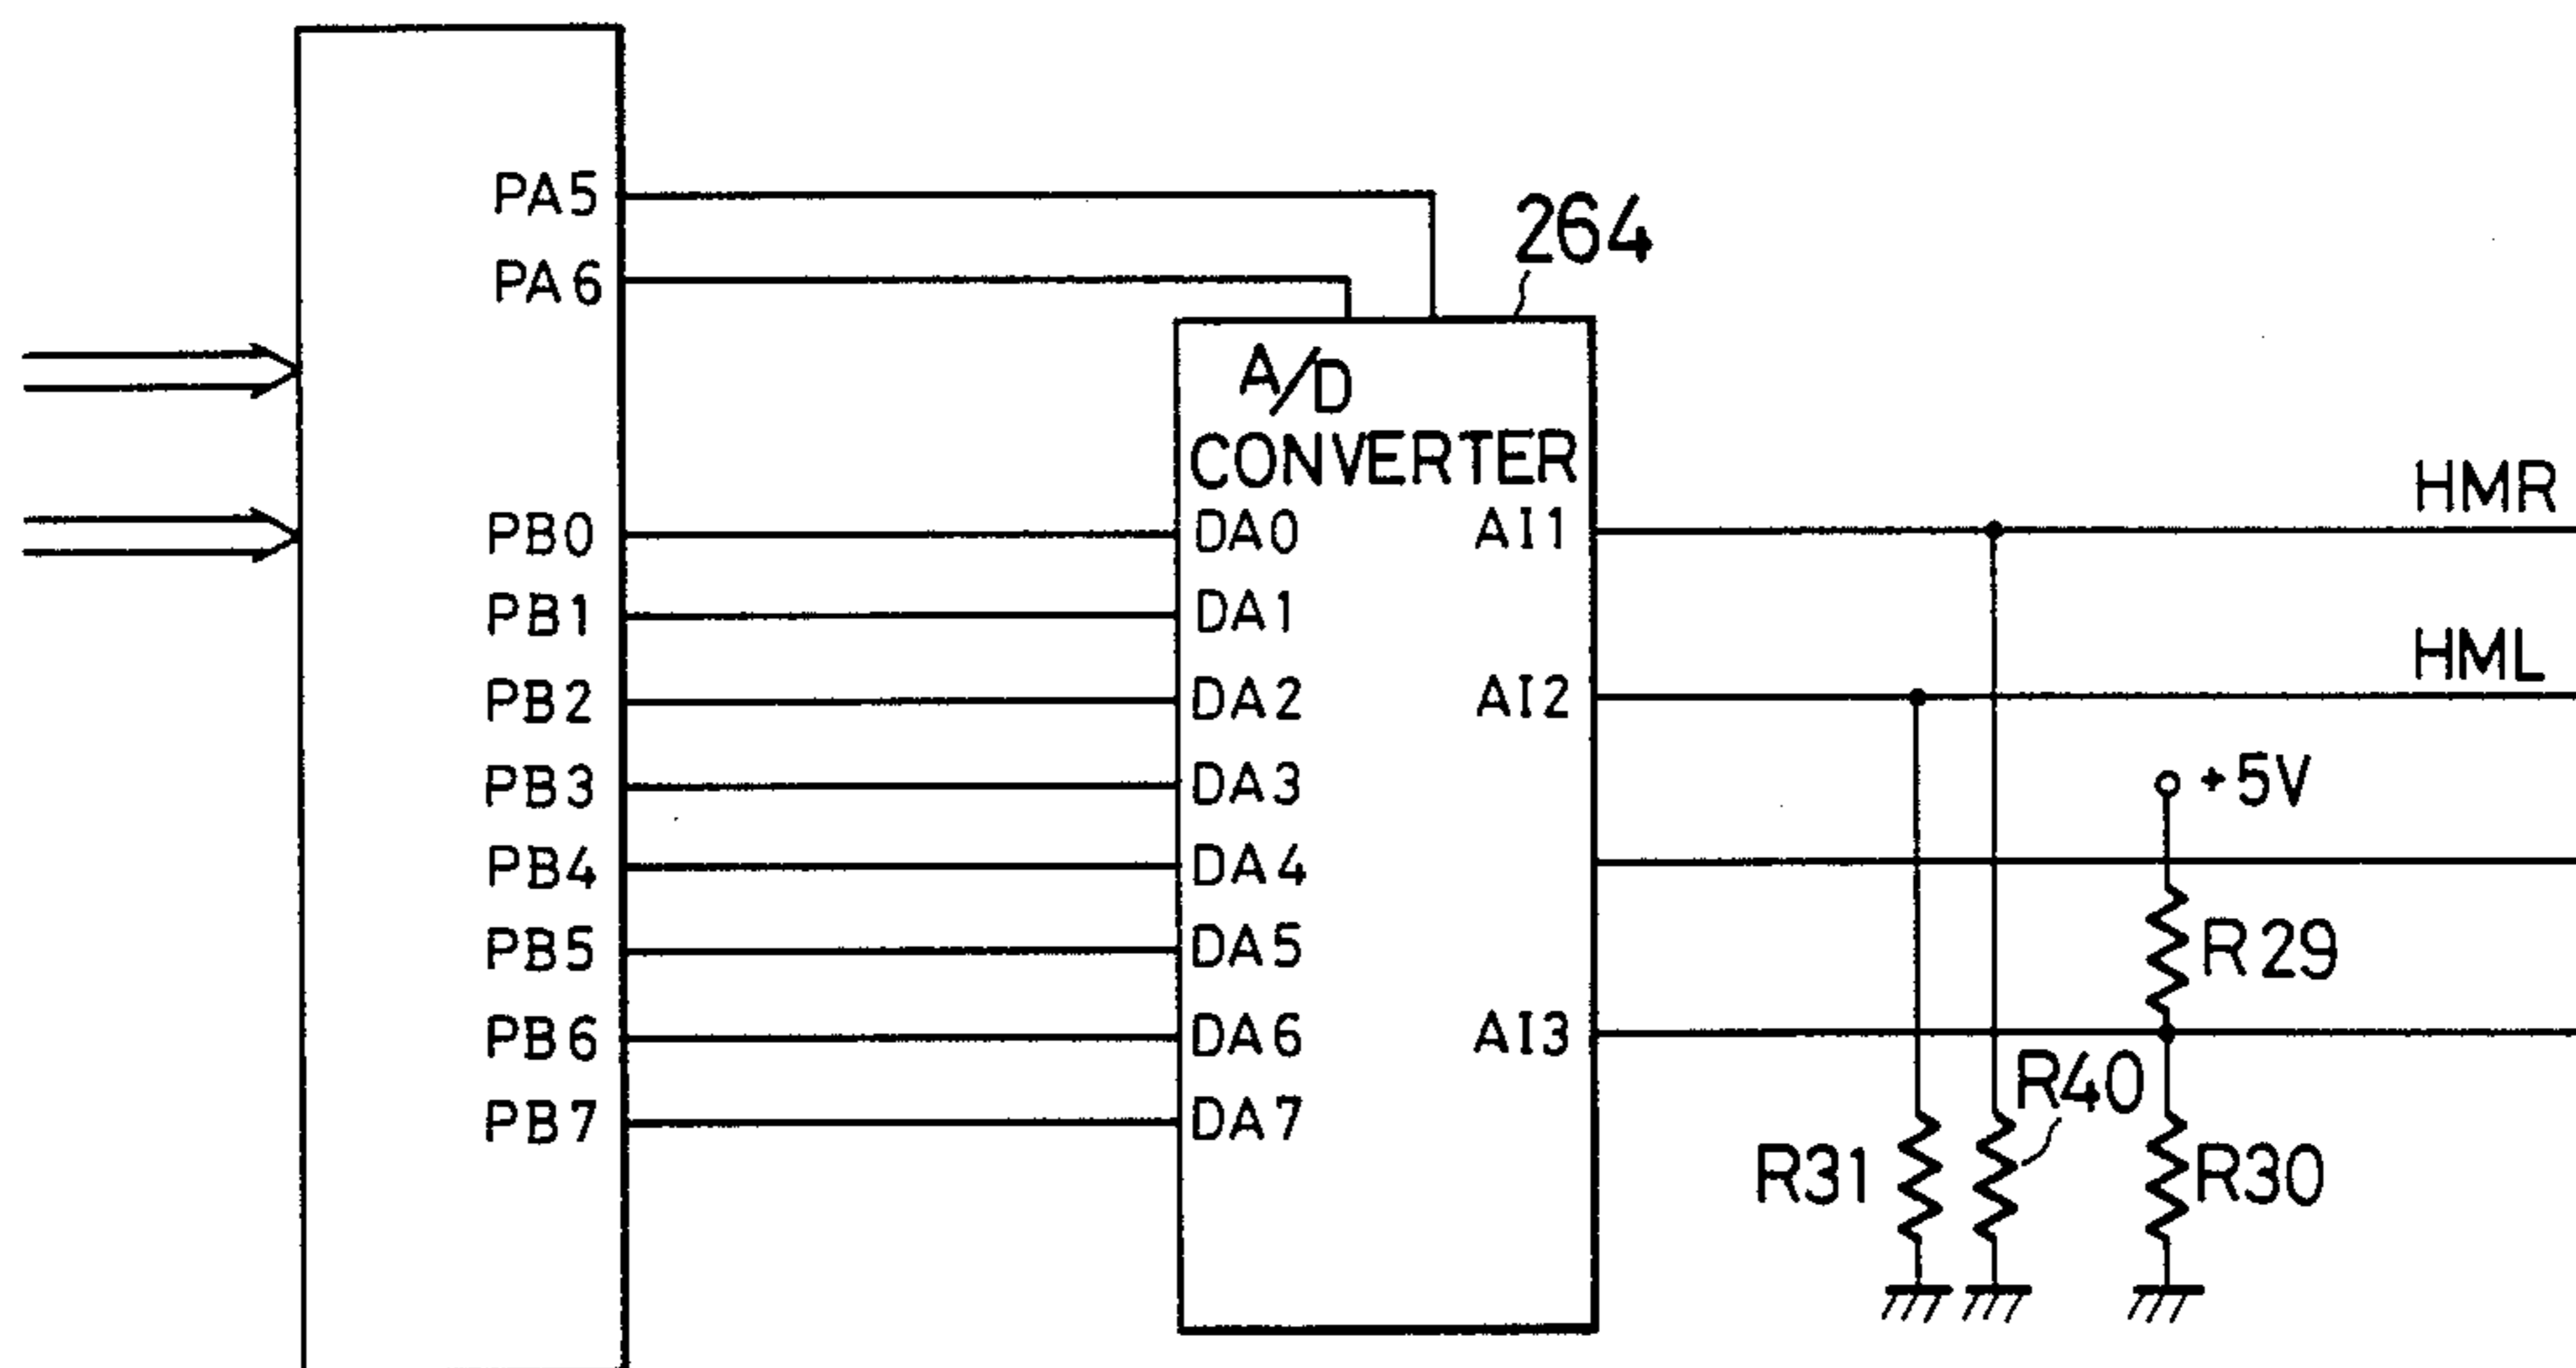 PA5
PA6
264
A/D
CONVERTER
HMR
PB0
DA0
AI1
PB1
DA1
HML
PB2
DA2
AI2
+5V
PB3
DA3
PB4
DA4
R29
PB5
DA5
PB6
DA6
AI3
R40
PB7
DA7
R31
R30